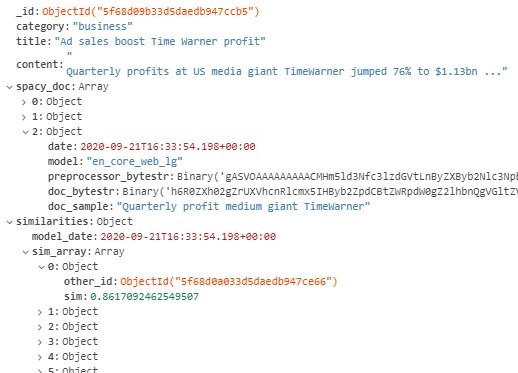 _id: ObjectId("5f68d09b33d5daedb947ccb5")
category: "business"
title: "Ad sales boost Time Warner profit"
content: "
Quarterly profits at US media giant TimeWarner jumped 76% to $1.13bn ..."
spacy_doc: Array
0: Object
1: Object
2: Object
date: 2020-09-21T16:33:54.198+00:00
model: "en_core_web_lg"
preprocessor_bytestr: Binary('gASVOAAAAAAAAACMHm5ld3Nfc3lzdGVtLnByZXByb2Nlc3Npb
doc_bytestr: Binary('h6R0ZXh02gZrUXVhcnRlcmx5IHByb2ZpdCBtZWRpdW0gZ2lhbnQgVGltZV
doc_sample: "Quarterly profit medium giant TimeWarner"
similarities: Object
model_date: 2020-09-21T16:33:54.198+00:00
sim_array: Array
0: Object
other_id: ObjectId("5f68d0a033d5daedb947ce66")
sim: 0.8617092462549507
1: Object
2: Object
3: Object
4: Object
5: Object